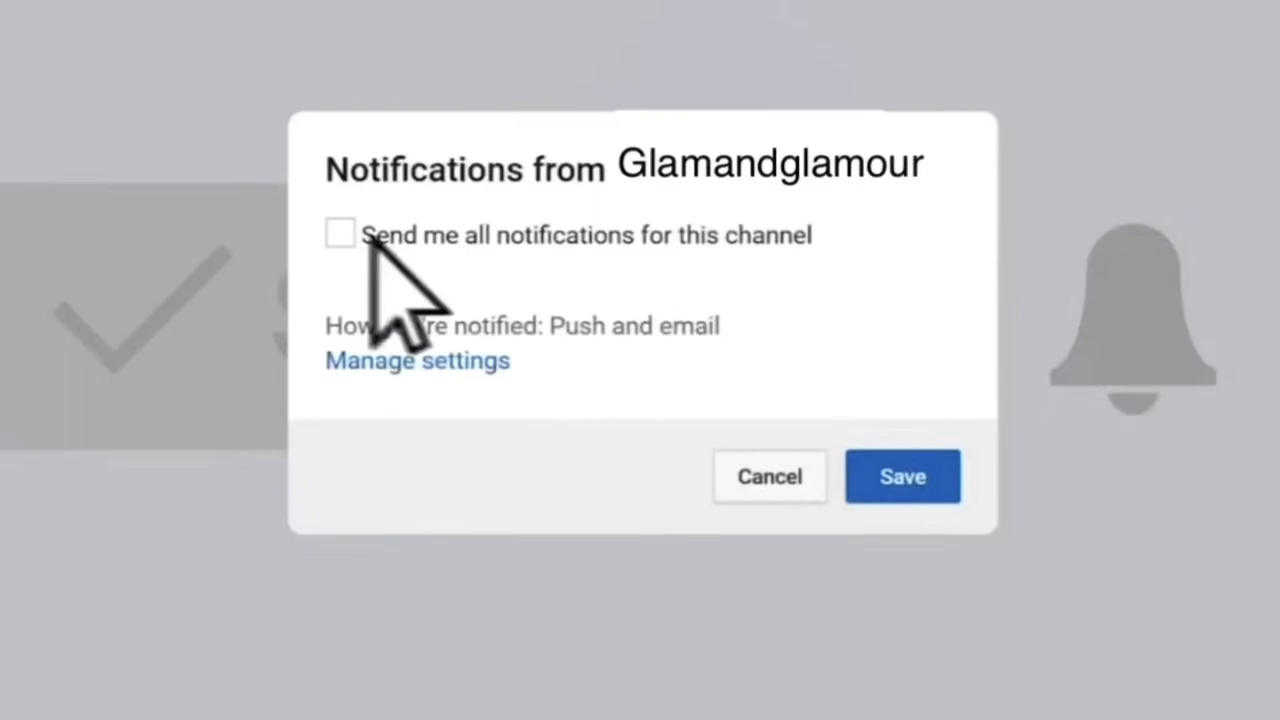 Notifications from Glamandglamour
Send me all notifications for this channel
How re notified: Push and email
Manage settings
Cancel
Save